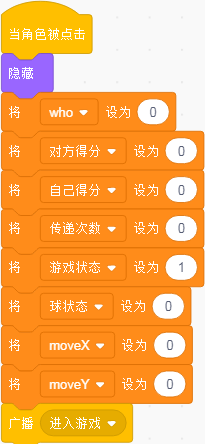 当角色被点击
隐藏
将 who 设为 0
将 对方得分 设为 0
将 自己得分 设为 0
将 传递次数 设为 0
将 游戏状态 设为 1
将 球状态 设为 0
将 moveX 设为 0
将 moveY 设为 0
广播 进入游戏